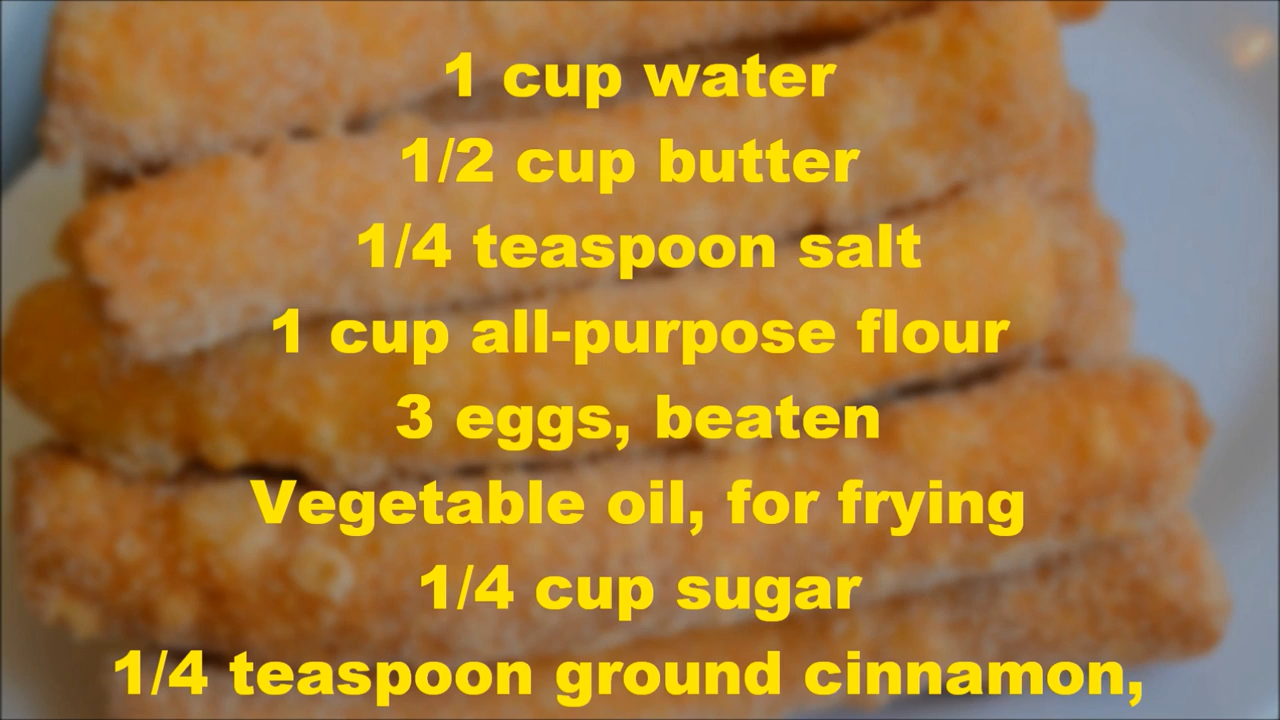 1 cup water
1/2 cup butter
1/4 teaspoon salt
1 cup all-purpose flour
3 eggs, beaten
Vegetable oil, for frying
1/4 cup sugar
1/4 teaspoon ground cinnamon,